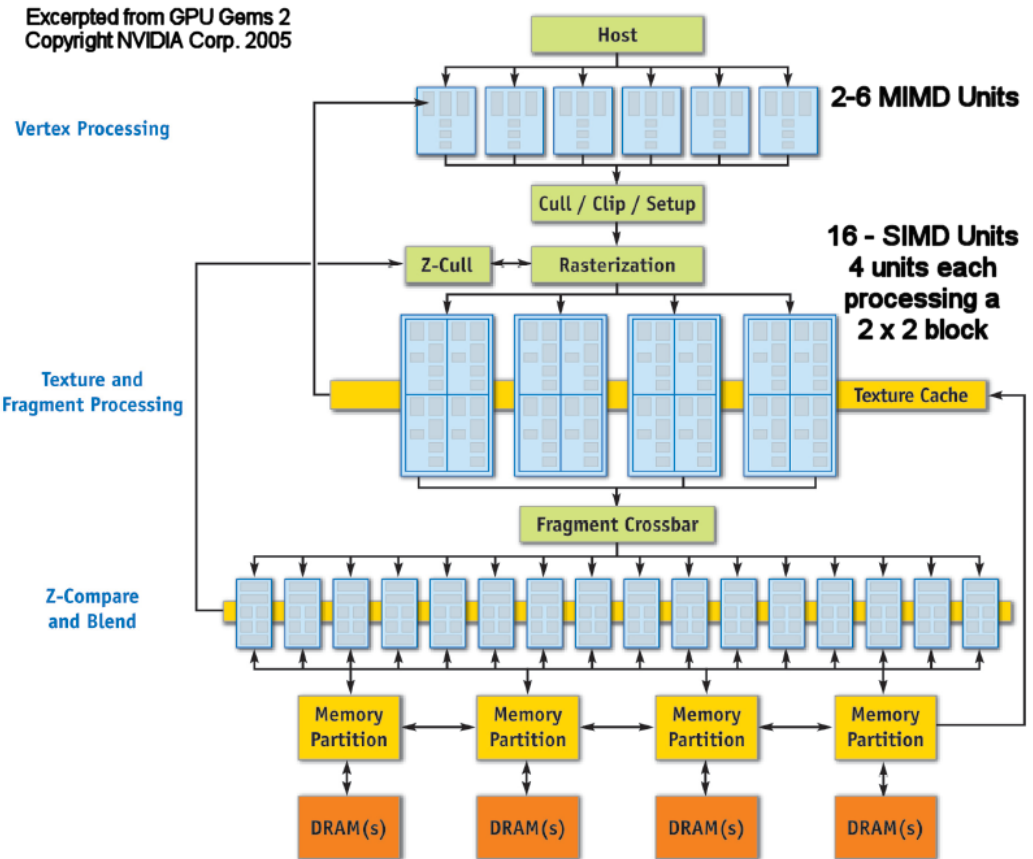 Excerpted from GPU Gems 2
Copyright NVIDIA Corp. 2005
Host
2-6 MIMD Units
Vertex Processing
Cull / Clip / Setup
16 - SIMD Units
4 units each
processing a
2 x 2 block
Z-Cull
Rasterization
Texture and
Fragment Processing
Texture Cache
Fragment Crossbar
Z-Compare
and Blend
Memory
Partition
Memory
Partition
Memory
Partition
Memory
Partition
DRAM(s)
DRAM(s)
DRAM(s)
DRAM(s)